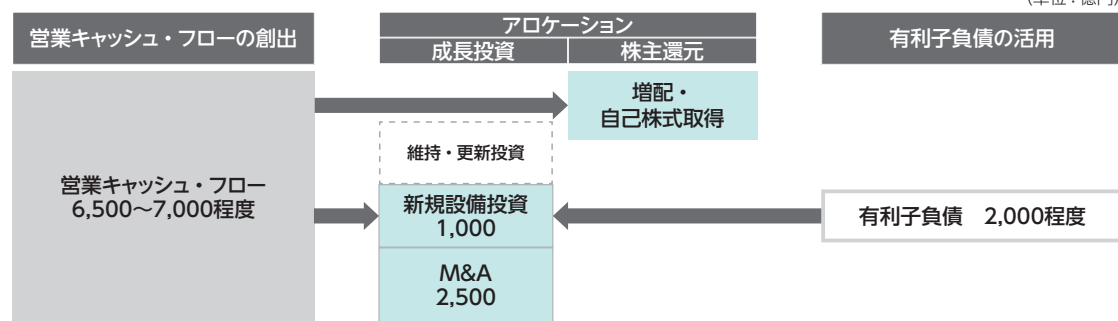 (単位：億円)
営業キャッシュ・フローの創出
アロケーション
成長投資
株主還元
有利子負債の活用
増配・
自己株式取得
維持・更新投資
営業キャッシュ・フロー
6,500～7,000程度
新規設備投資
1,000
有利子負債　2,000程度
M&A
2,500